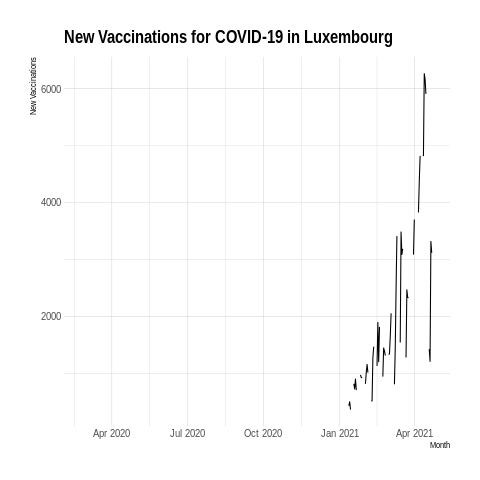 New Vaccinations for COVID-19 in Luxembourg
New Vaccinations
6000
4000
2000
Apr 2020
Jul 2020
Oct 2020
Jan 2021
Apr 2021
Month